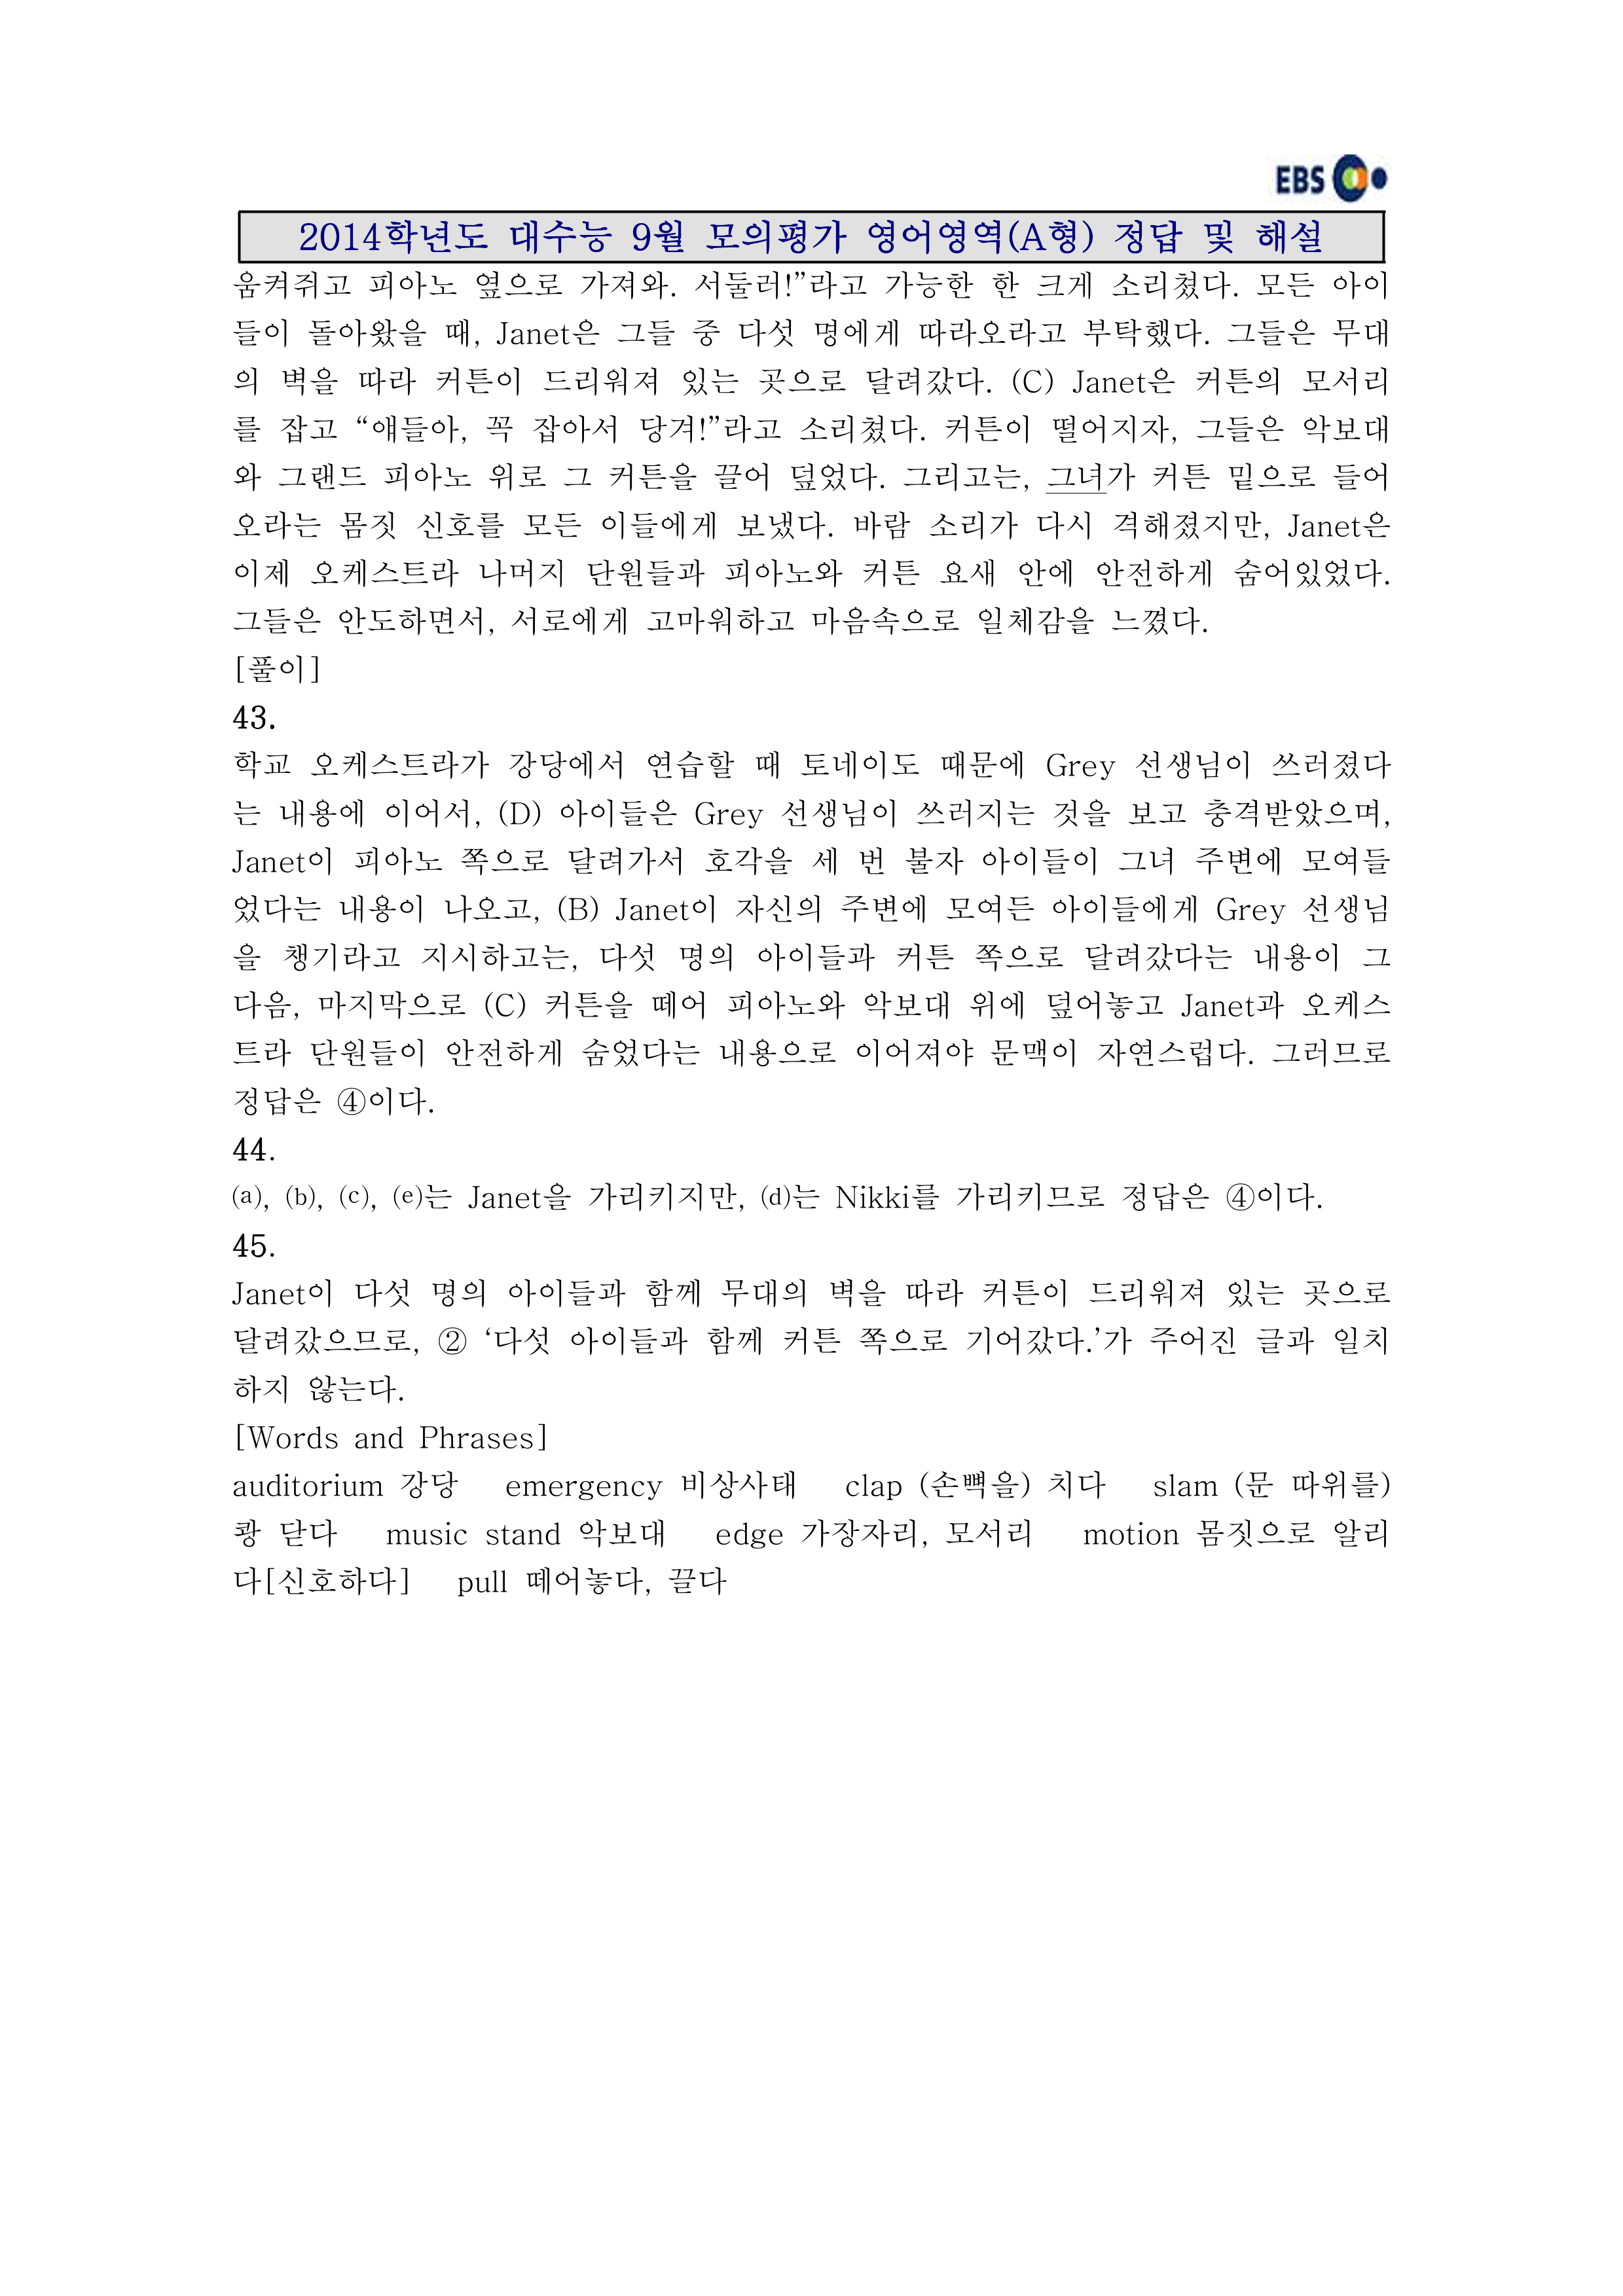 EBS
2014학년도 대수능 9월 모의평가 영어영역(A형) 정답 및 해설
움켜쥐고 피아노 옆으로 가져와. 서둘러!”라고 가능한 한 크게 소리쳤다. 모든 아이
들이 돌아왔을 때, Janet은 그들 중 다섯 명에게 따라오라고 부탁했다. 그들은 무대
의 벽을 따라 커튼이 드리워져 있는 곳으로 달려갔다. (C) Janet은 커튼의 모서리
를 잡고 “얘들아, 꼭 잡아서 당겨!”라고 소리쳤다. 커튼이 떨어지자, 그들은 악보대
와 그랜드 피아노 위로 그 커튼을 끌어 덮었다. 그리고는, 그녀가 커튼 밑으로 들어
오라는 몸짓 신호를 모든 이들에게 보냈다. 바람 소리가 다시 격해졌지만, Janet은
이제 오케스트라 나머지 단원들과 피아노와 커튼 요새 안에 안전하게 숨어있었다.
그들은 안도하면서, 서로에게 고마워하고 마음속으로 일체감을 느꼈다.
[풀이]
43.
학교 오케스트라가 강당에서 연습할 때 토네이도 때문에 Grey 선생님이 쓰러졌다
는 내용에 이어서, (D) 아이들은 Grey 선생님이 쓰러지는 것을 보고 충격받았으며,
Janet이 피아노 쪽으로 달려가서 호각을 세 번 불자 아이들이 그녀 주변에 모여들
었다는 내용이 나오고, (B) Janet이 자신의 주변에 모여든 아이들에게 Grey 선생님
을 챙기라고 지시하고는, 다섯 명의 아이들과 커튼 쪽으로 달려갔다는 내용이 그
다음, 마지막으로 (C) 커튼을 떼어 피아노와 악보대 위에 덮어놓고 Janet과 오케스
트라 단원들이 안전하게 숨었다는 내용으로 이어져야 문맥이 자연스럽다. 그러므로
정답은 ④이다.
44.
(a), (b), (c), (e)는 Janet을 가리키지만, (d)는 Nikki를 가리키므로 정답은 ④이다.
45.
Janet이 다섯 명의 아이들과 함께 무대의 벽을 따라 커튼이 드리워져 있는 곳으로
달려갔으므로, ② ‘다섯 아이들과 함께 커튼 쪽으로 기어갔다.’가 주어진 글과 일치
하지 않는다.
[Words and Phrases]
auditorium 강당 emergency 비상사태 clap (손뼉을) 치다 slam (문 따위를)
쾅 닫다 music stand 악보대 edge 가장자리, 모서리 motion 몸짓으로 알리
다[신호하다] pull 떼어놓다, 끌다